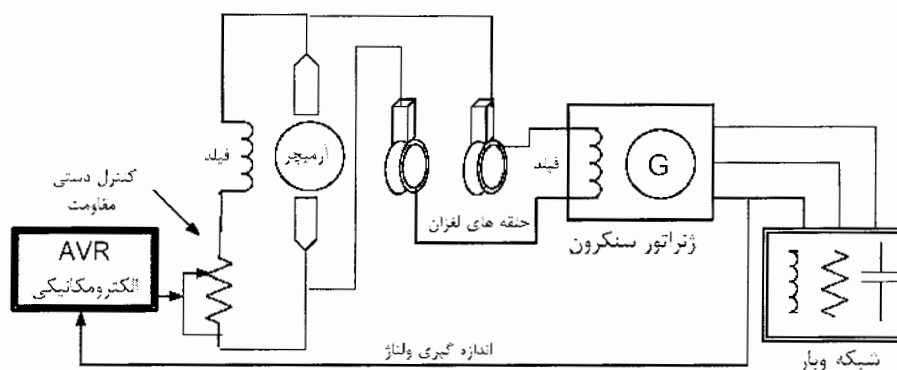 فیلد
آرمیچر
کنترل دستی
مقاومت
AVR
الکترومکانیکی
حلقه های لغزان
فیلد
G
ژنراتور سنکرون
اندازه گیری ولتاژ
شبکه وبار